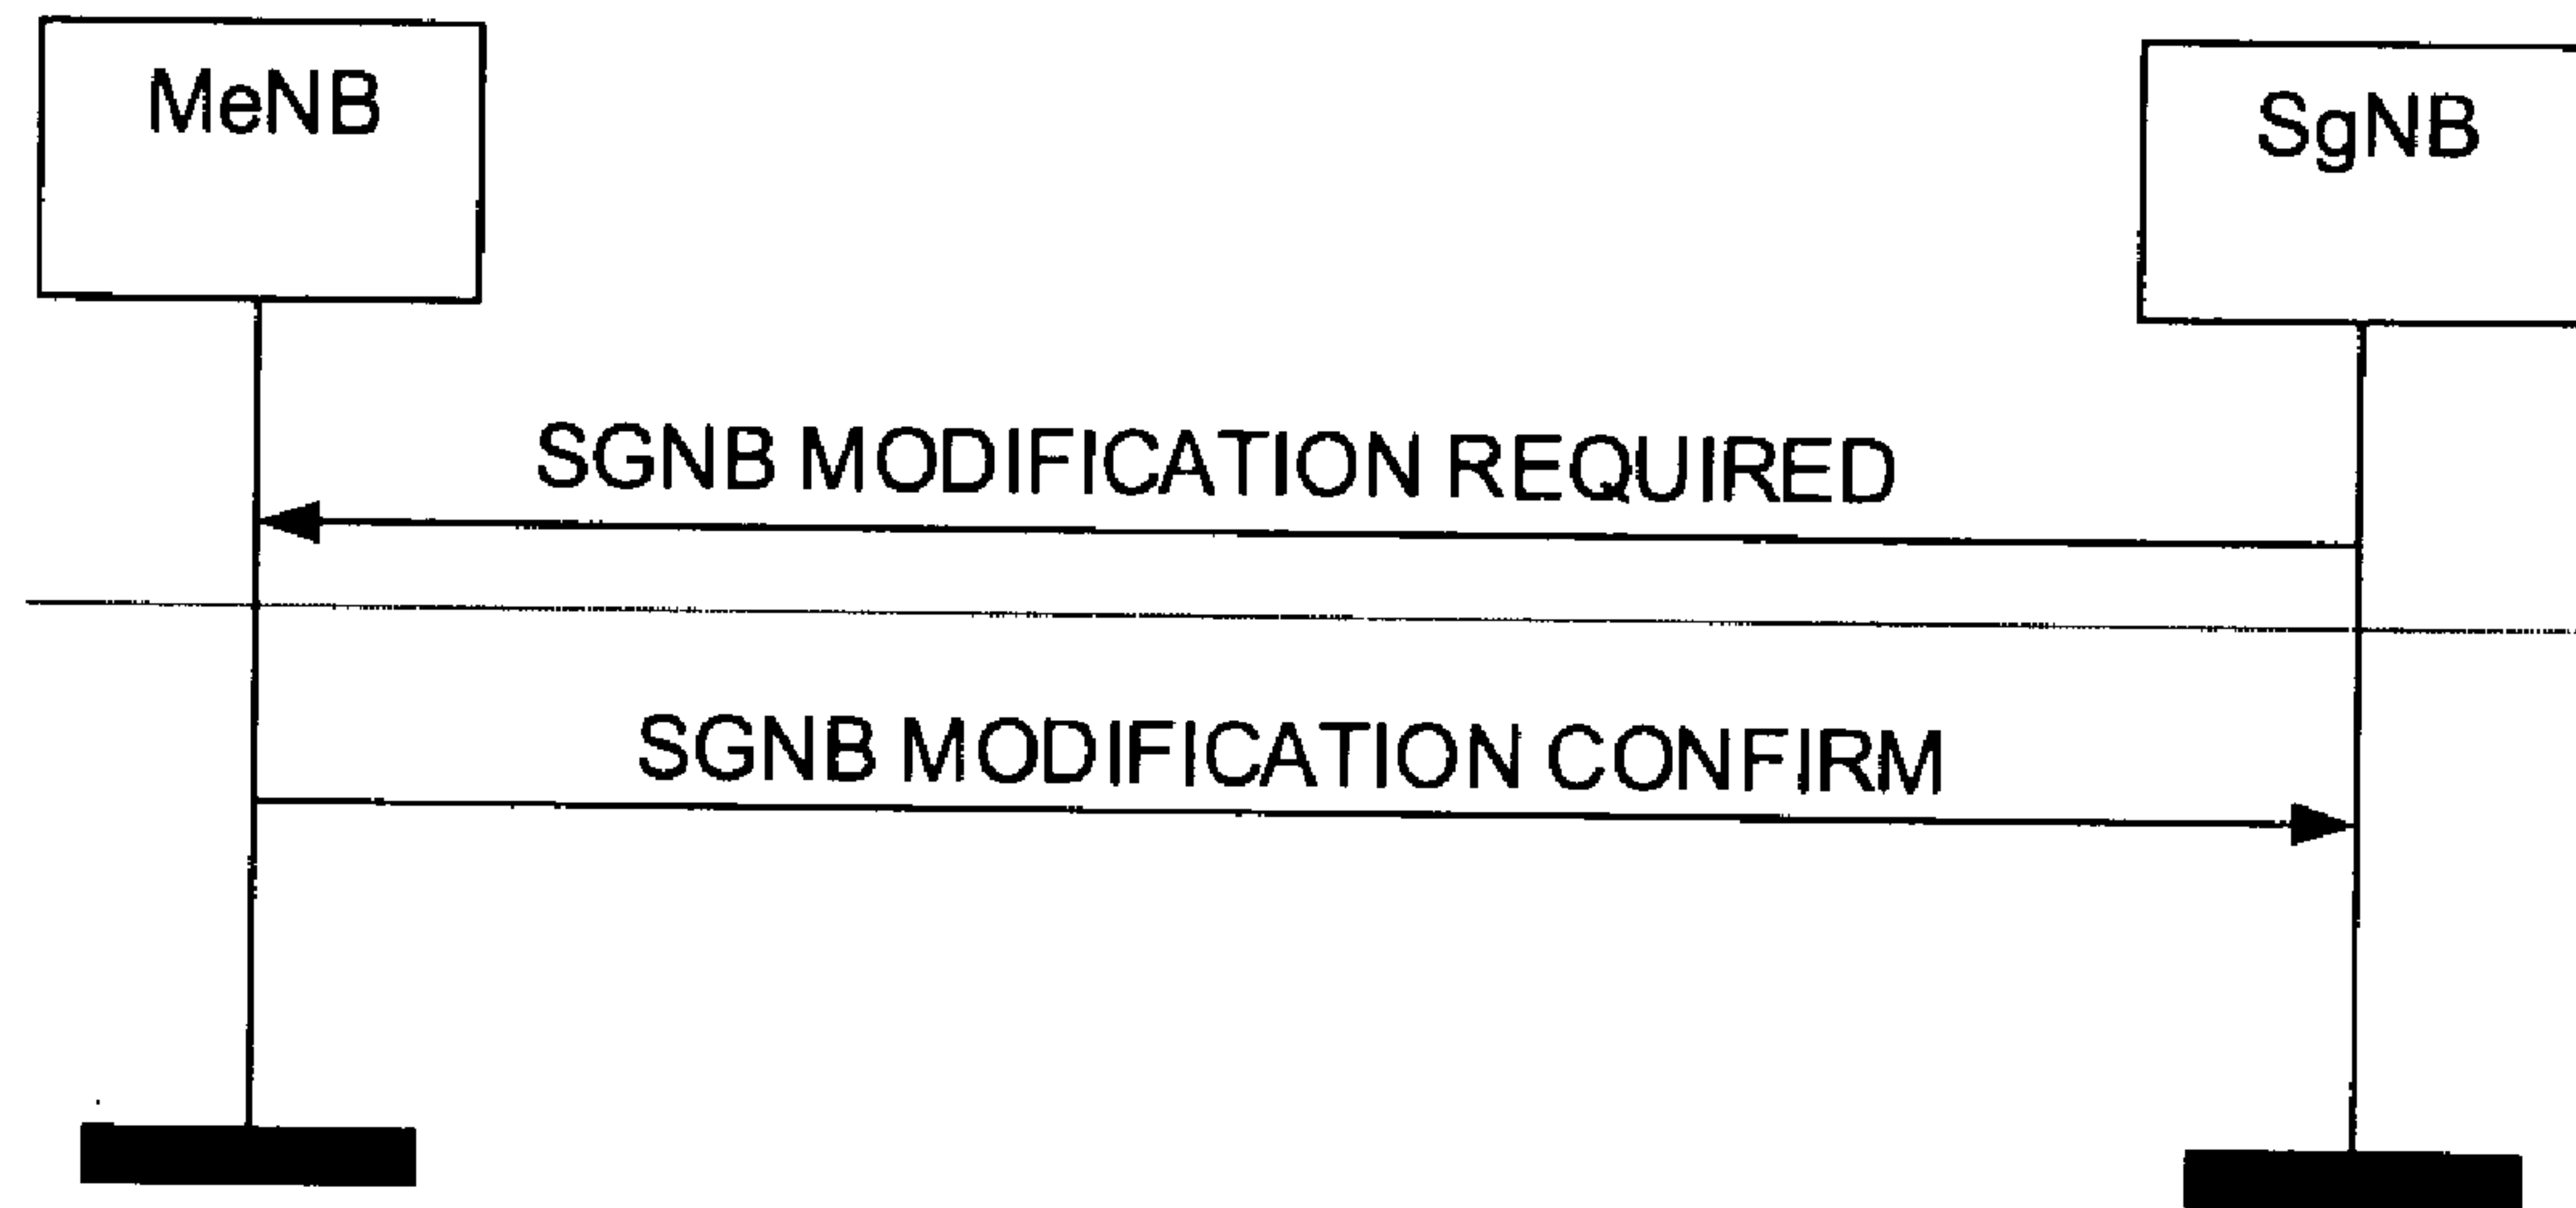 MeNB
SgNB
SGNB MODIFICATION REQUIRED
SGNB MODIFICATION CONFIRM